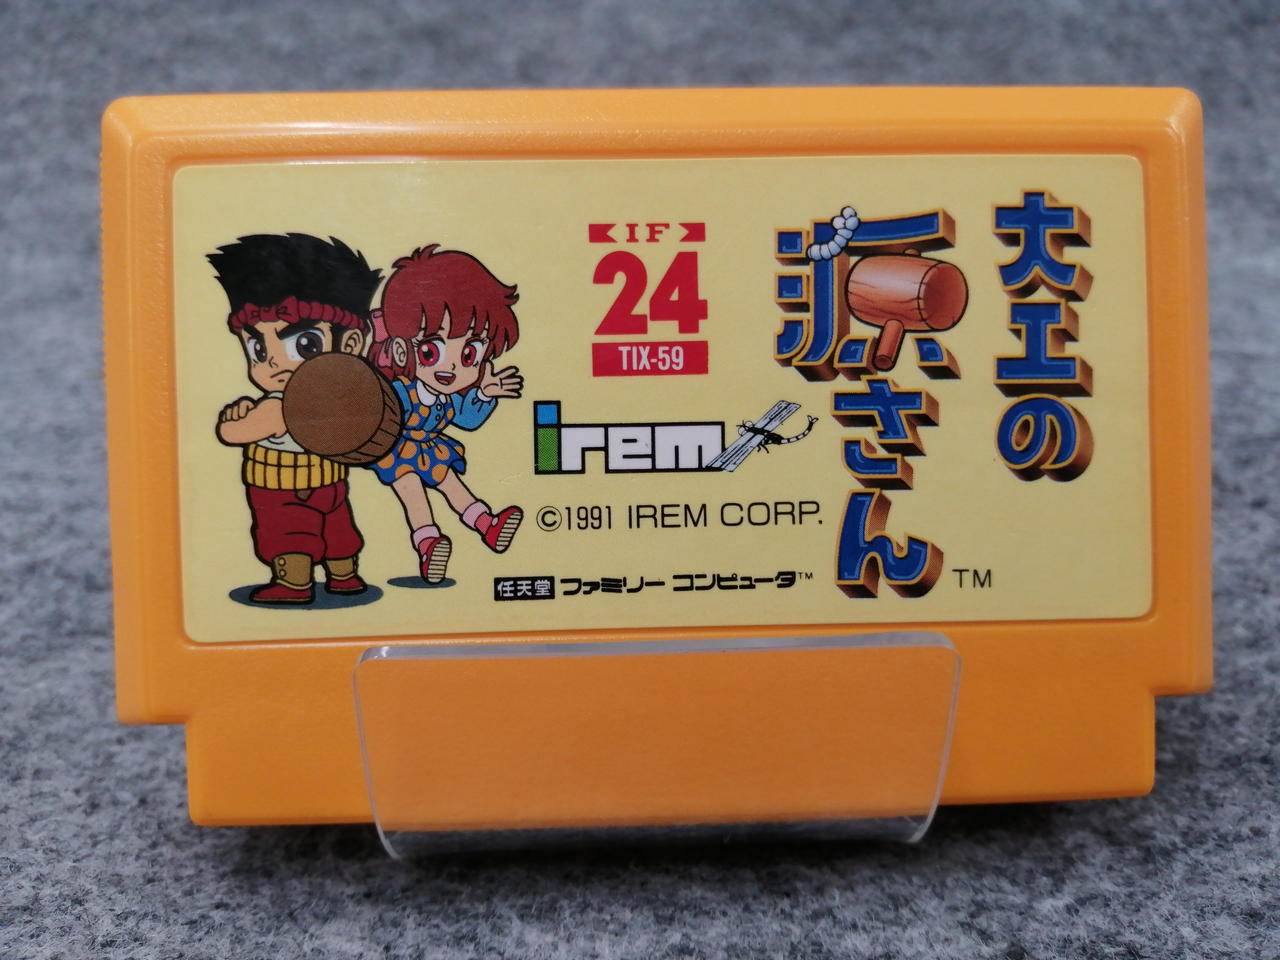 大工の
源さん
TM
IF
24
TIX-59
irem
©1991 IREM CORP.
任天堂 ファミリー コンピュータ™